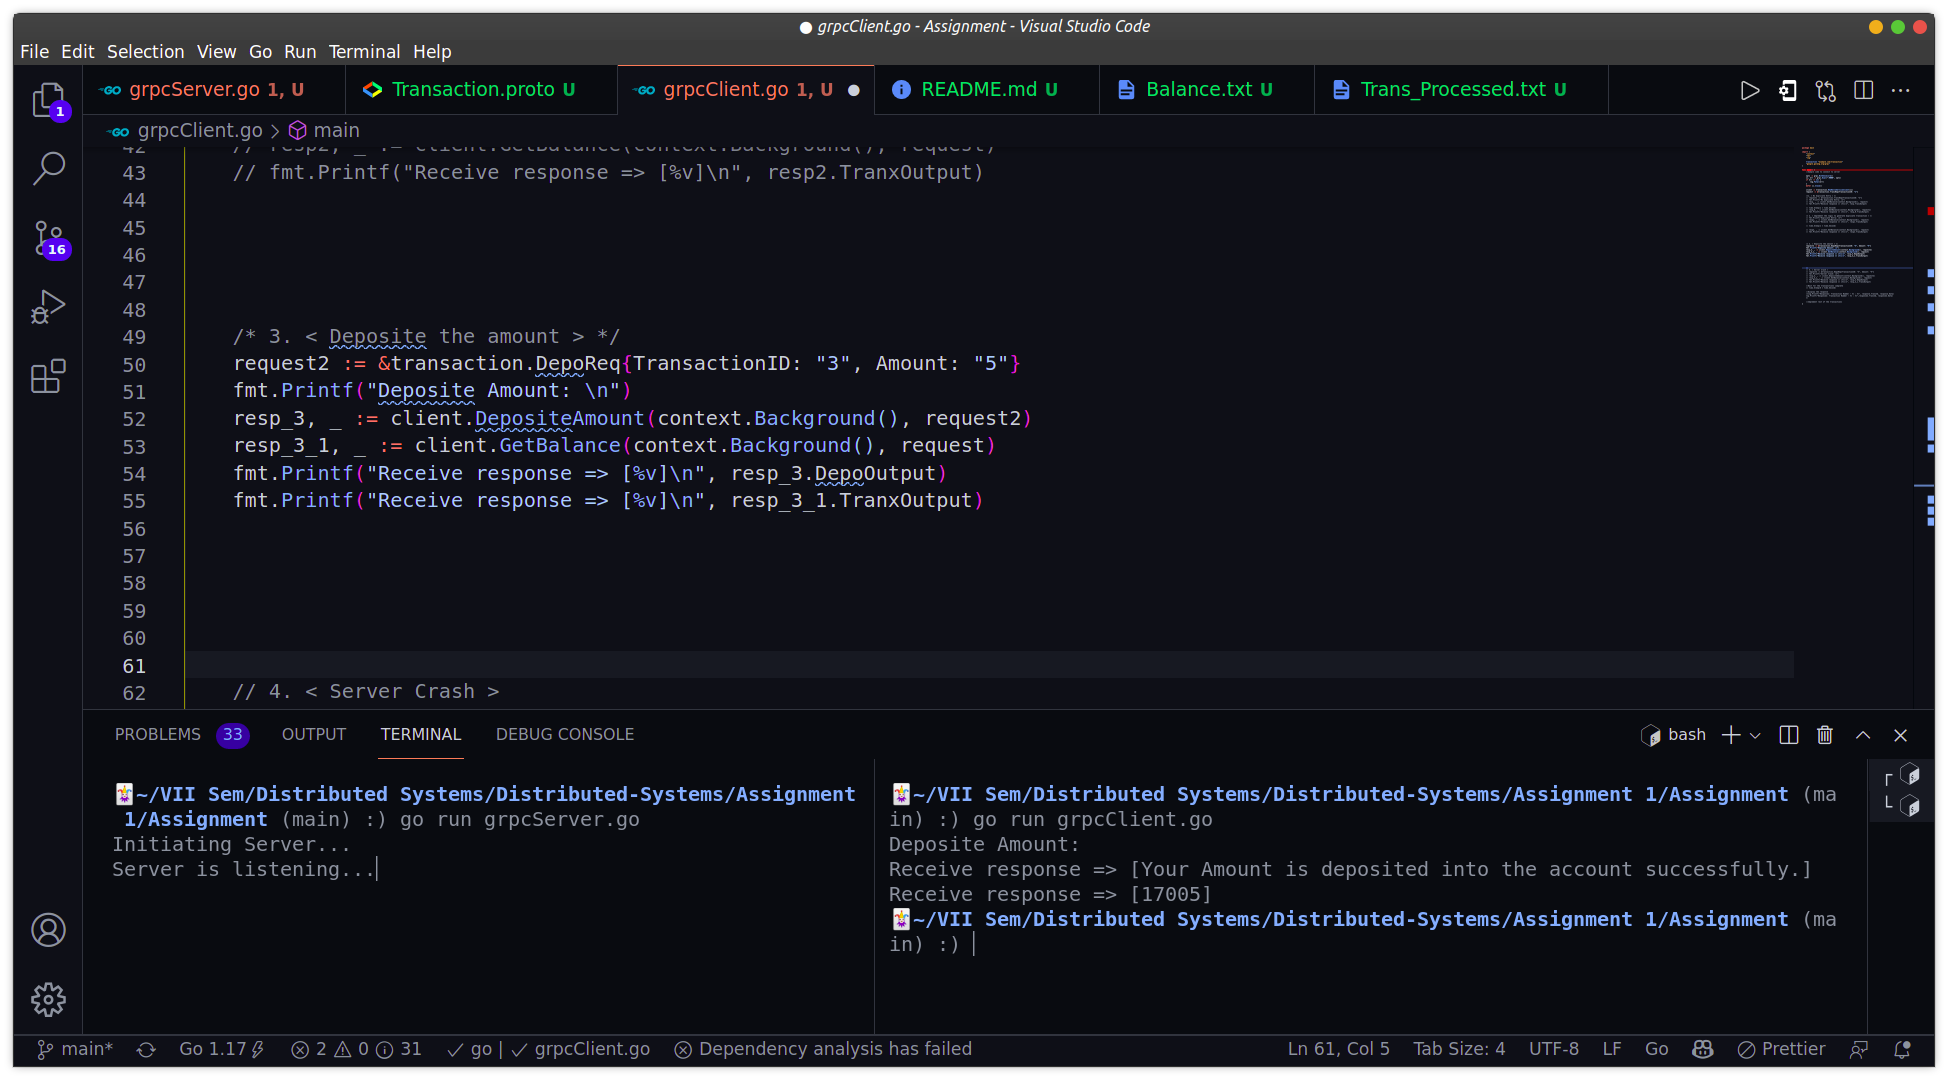 grpcClient.go - Assignment - Visual Studio Code
File Edit Selection View Go Run Terminal Help
grpcServer.go 1, U
Transaction.proto U
grpcClient.go 1, U
README.md U
Balance.txt U
Trans_Processed.txt U
1
16
grpcClient.go > main
42 // resp2, _ := client.GetBalance(context.Background(), request)
43 // fmt.Printf("Receive response => [%v]\n", resp2.TranxOutput)
44
45
46
47
48
49 /* 3. < Deposite the amount > */
50 request2 := &transaction.DepoReq{TransactionID: "3", Amount: "5"}
51 fmt.Printf("Deposite Amount: \n")
52 resp_3, _ := client.DepositeAmount(context.Background(), request2)
53 resp_3_1, _ := client.GetBalance(context.Background(), request)
54 fmt.Printf("Receive response => [%v]\n", resp_3.DepoOutput)
55 fmt.Printf("Receive response => [%v]\n", resp_3_1.TranxOutput)
56
57
58
59
60
61
62 // 4. < Server Crash >
PROBLEMS 33 OUTPUT TERMINAL DEBUG CONSOLE
bash
~/VII Sem/Distributed Systems/Distributed-Systems/Assignment
1/Assignment (main) :) go run grpcServer.go
Initiating Server...
Server is listening...
~/VII Sem/Distributed Systems/Distributed-Systems/Assignment 1/Assignment (ma
in) :) go run grpcClient.go
Deposite Amount:
Receive response => [Your Amount is deposited into the account successfully.]
Receive response => [17005]
~/VII Sem/Distributed Systems/Distributed-Systems/Assignment 1/Assignment (ma
in) :)
main* Go 1.17 2 0 31 go | grpcClient.go Dependency analysis has failed Ln 61, Col 5 Tab Size: 4 UTF-8 LF Go Prettier